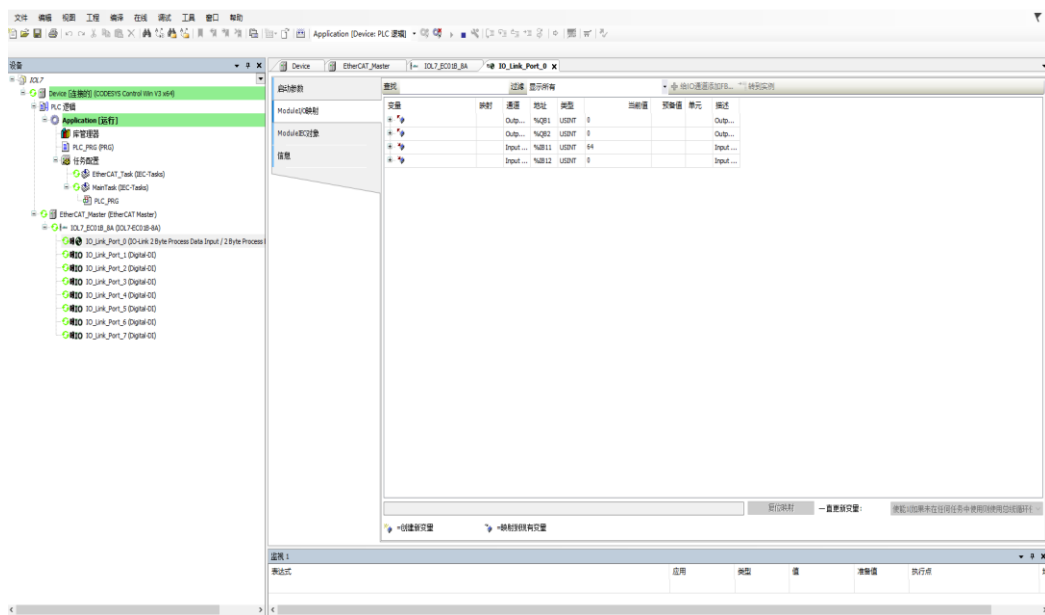 文件 编辑 视图 工程 编译 在线 调试 工具 窗口 帮助
Application [Device: PLC 逻辑]
设备
IOL7
Device [连接的] (CODESYS Control Win V3 x64)
PLC 逻辑
Application [运行]
库管理器
PLC_PRG (PRG)
任务配置
EtherCAT_Task (IEC-Tasks)
MainTask (IEC-Tasks)
PLC_PRG
EtherCAT_Master (EtherCAT Master)
IOL7_EC01B_8A (IOL7-EC01B-8A)
IO_Link_Port_0 (IO-Link 2 Byte Process Data Input / 2 Byte Process
IO_Link_Port_1 (Digital-DI)
IO_Link_Port_2 (Digital-DI)
IO_Link_Port_3 (Digital-DI)
IO_Link_Port_4 (Digital-DI)
IO_Link_Port_5 (Digital-DI)
IO_Link_Port_6 (Digital-DI)
IO_Link_Port_7 (Digital-DI)
Device EtherCAT_Master IOL7_EC01B_8A IO_Link_Port_0
启动参数
ModuleI/O映射
ModuleIEC对象
信息
查找 过滤 显示所有 给IO通道添加FB... 转到实例
变量 映射 通道 地址 类型 当前值 预备值 单元 描述
Outp... %QB1 USINT 0 Outp...
Outp... %QB2 USINT 0 Outp...
Input ... %IB11 USINT 64 Input ...
Input ... %IB12 USINT 0 Input ...
复位映射 一直更新变量:
=创建新变量 =映射到现有变量
监视 1
表达式 应用 类型 值 准备值 执行点